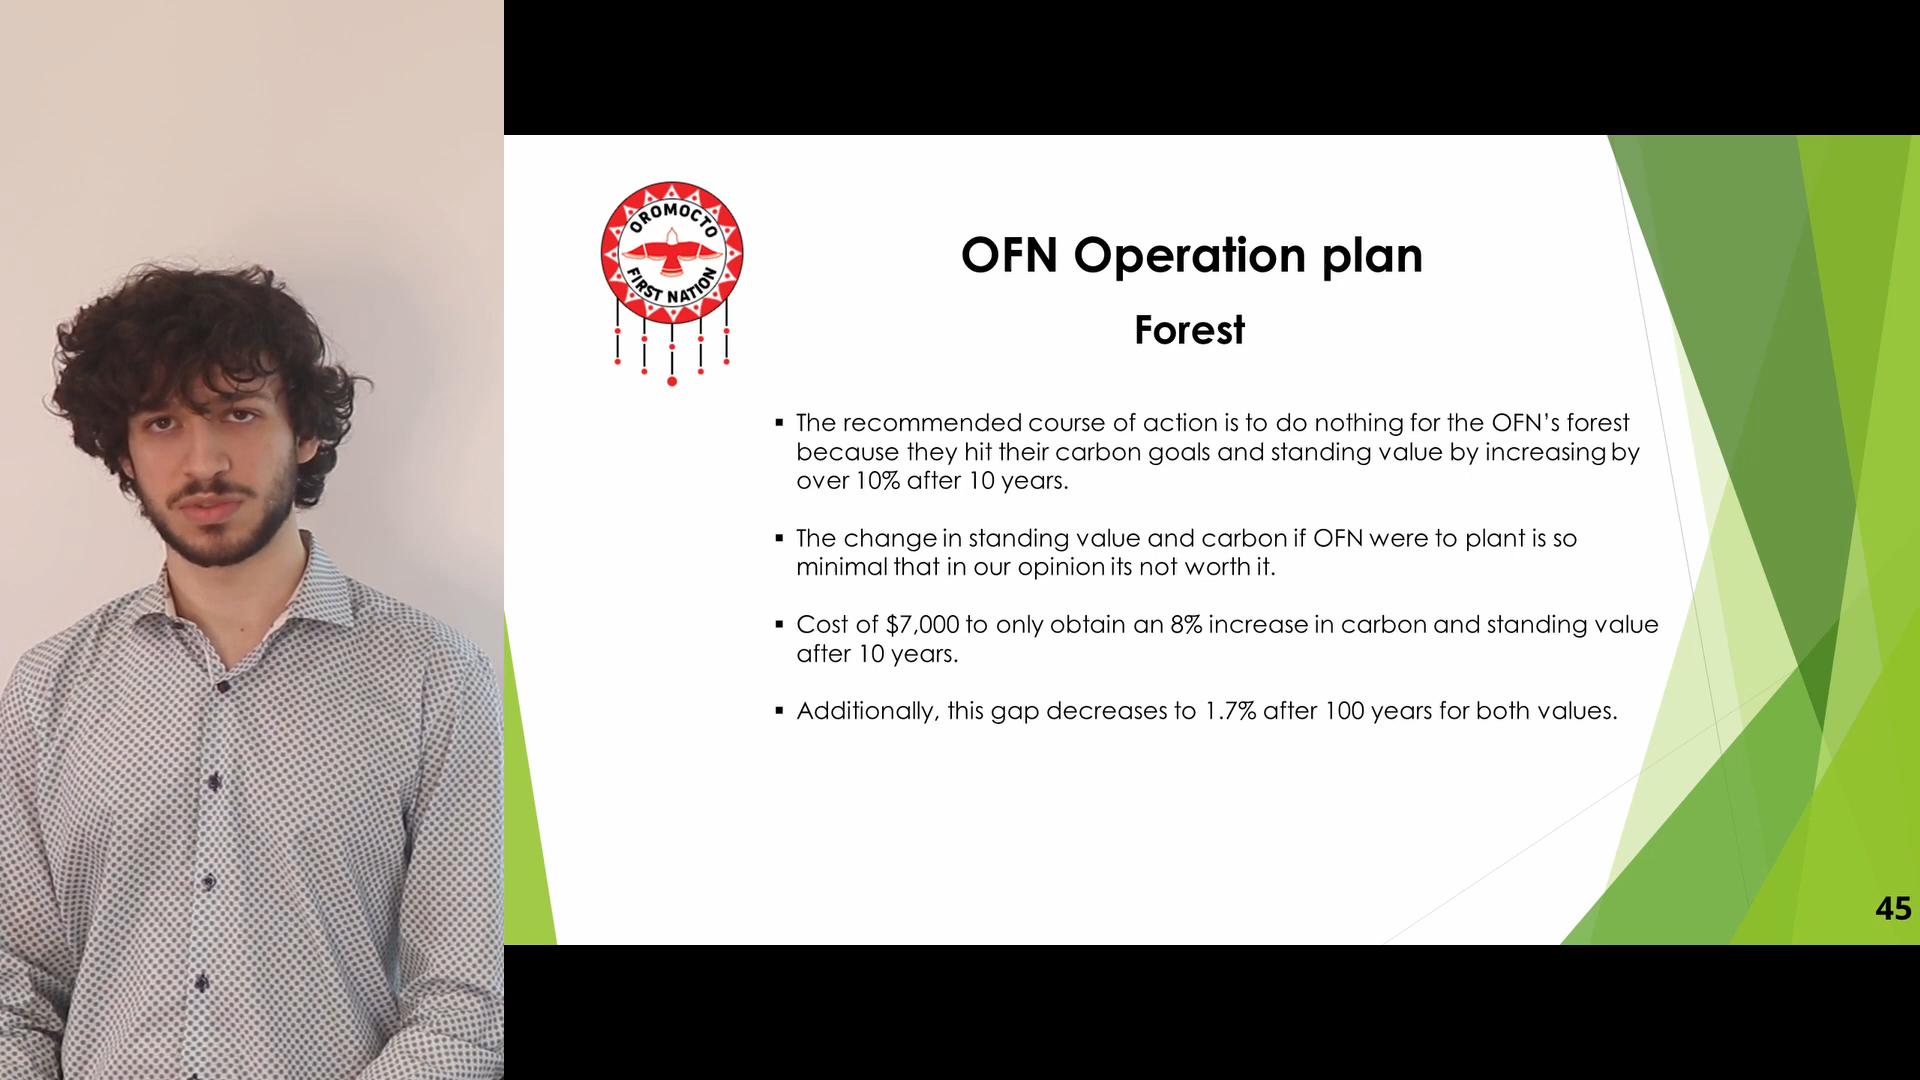 OROMOCTO
FIRST NATION
OFN Operation plan
Forest
▪ The recommended course of action is to do nothing for the OFN’s forest
because they hit their carbon goals and standing value by increasing by
over 10% after 10 years.
▪ The change in standing value and carbon if OFN were to plant is so
minimal that in our opinion its not worth it.
▪ Cost of $7,000 to only obtain an 8% increase in carbon and standing value
after 10 years.
▪ Additionally, this gap decreases to 1.7% after 100 years for both values.
45